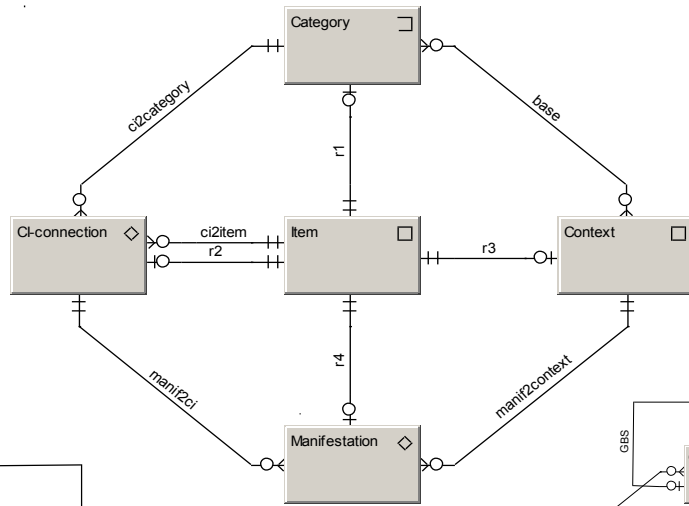 Category
ci2category
base
r1
CI-connection
ci2item
r2
Item
r3
Context
r4
manif2ci
manif2context
Manifestation
GBS